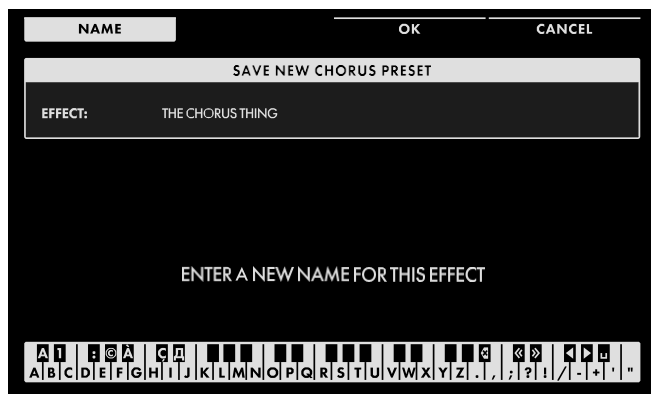 NAME OK CANCEL
SAVE NEW CHORUS PRESET
EFFECT: THE CHORUS THING
ENTER A NEW NAME FOR THIS EFFECT
A 1 : © À Ç Д ⌫ « » ◀ ▶ ␣
A B C D E F G H I J K L M N O P Q R S T U V W X Y Z . , ; ? ! / - + ' "